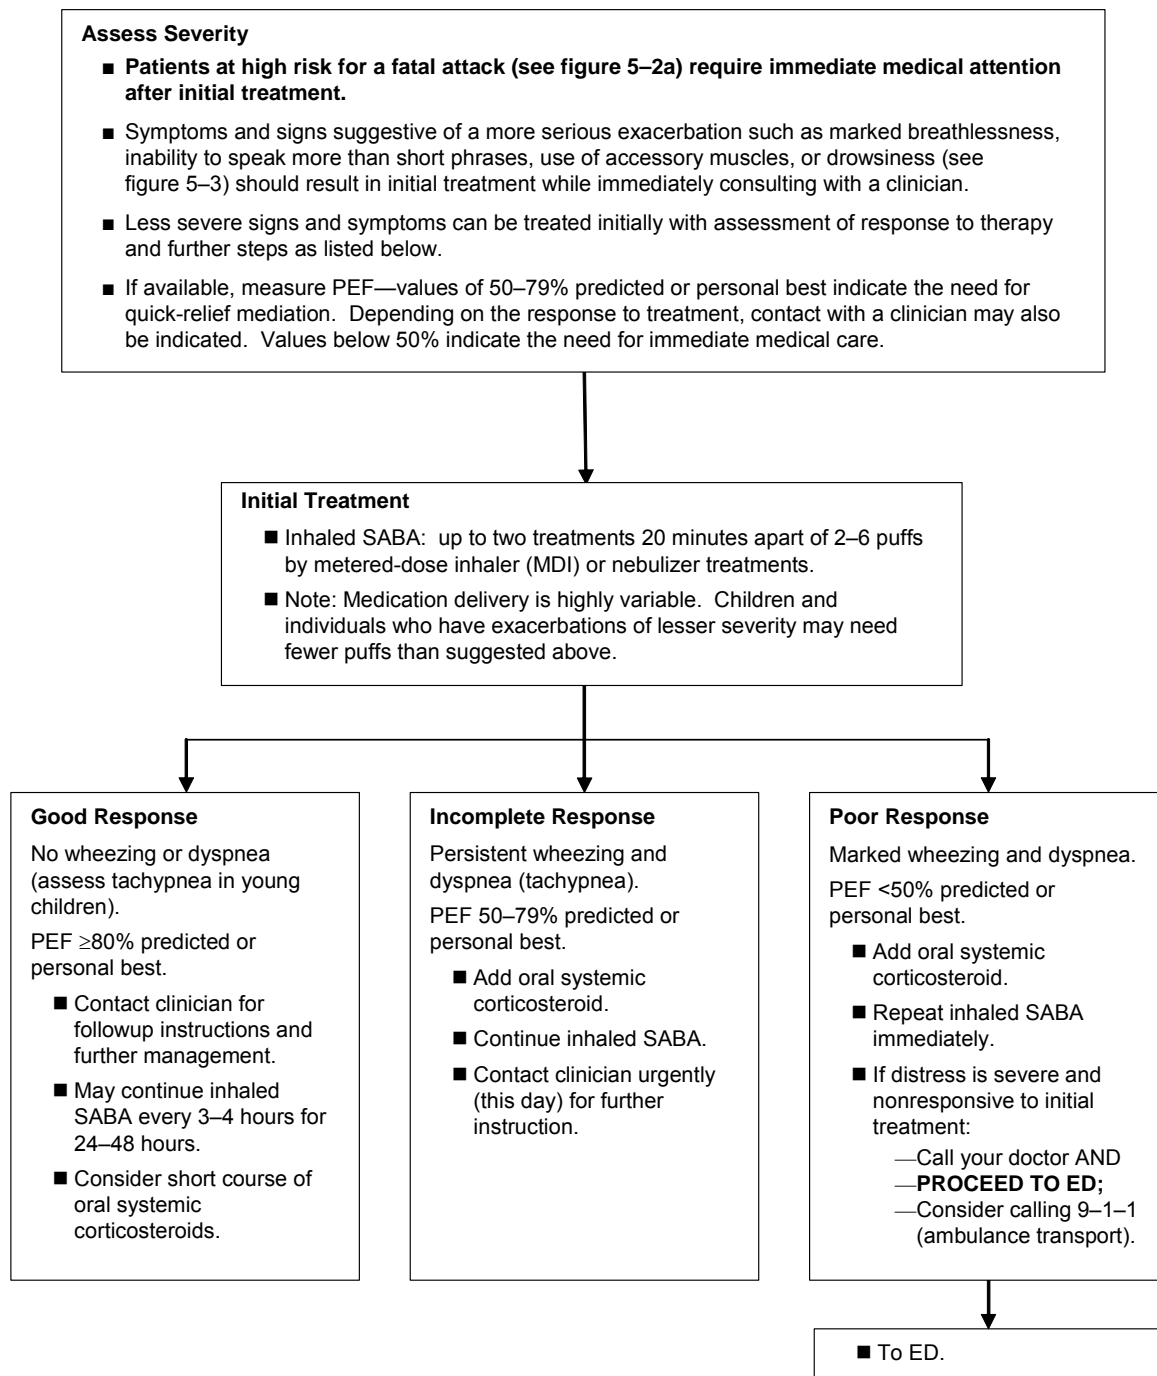 Assess Severity
■ Patients at high risk for a fatal attack (see figure 5–2a) require immediate medical attention
after initial treatment.
■ Symptoms and signs suggestive of a more serious exacerbation such as marked breathlessness,
inability to speak more than short phrases, use of accessory muscles, or drowsiness (see
figure 5–3) should result in initial treatment while immediately consulting with a clinician.
■ Less severe signs and symptoms can be treated initially with assessment of response to therapy
and further steps as listed below.
■ If available, measure PEF—values of 50–79% predicted or personal best indicate the need for
quick-relief mediation.  Depending on the response to treatment, contact with a clinician may also
be indicated.  Values below 50% indicate the need for immediate medical care.
Initial Treatment
■ Inhaled SABA:  up to two treatments 20 minutes apart of 2–6 puffs
by metered-dose inhaler (MDI) or nebulizer treatments.
■ Note: Medication delivery is highly variable.  Children and
individuals who have exacerbations of lesser severity may need
fewer puffs than suggested above.
Good Response
No wheezing or dyspnea
(assess tachypnea in young
children).
PEF ≥80% predicted or
personal best.
■ Contact clinician for
followup instructions and
further management.
■ May continue inhaled
SABA every 3–4 hours for
24–48 hours.
■ Consider short course of
oral systemic
corticosteroids.
Incomplete Response
Persistent wheezing and
dyspnea (tachypnea).
PEF 50–79% predicted or
personal best.
■ Add oral systemic
corticosteroid.
■ Continue inhaled SABA.
■ Contact clinician urgently
(this day) for further
instruction.
Poor Response
Marked wheezing and dyspnea.
PEF <50% predicted or
personal best.
■ Add oral systemic
corticosteroid.
■ Repeat inhaled SABA
immediately.
■ If distress is severe and
nonresponsive to initial
treatment:
—Call your doctor AND
—PROCEED TO ED;
—Consider calling 9–1–1
(ambulance transport).
■ To ED.